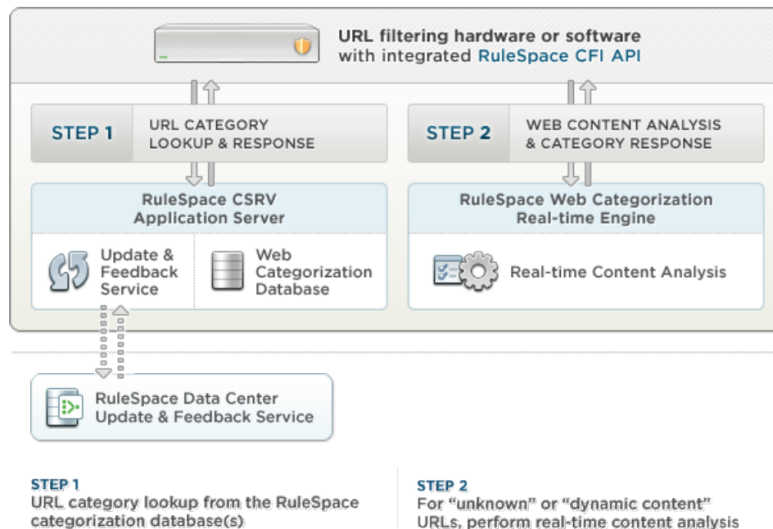 URL filtering hardware or software
with integrated RuleSpace CFI API
STEP 1
URL CATEGORY
LOOKUP & RESPONSE
STEP 2
WEB CONTENT ANALYSIS
& CATEGORY RESPONSE
RuleSpace CSRV
Application Server
Update &
Feedback
Service
Web
Categorization
Database
RuleSpace Web Categorization
Real-time Engine
Real-time Content Analysis
RuleSpace Data Center
Update & Feedback Service
STEP 1
URL category lookup from the RuleSpace
categorization database(s)
STEP 2
For “unknown” or “dynamic content”
URLs, perform real-time content analysis